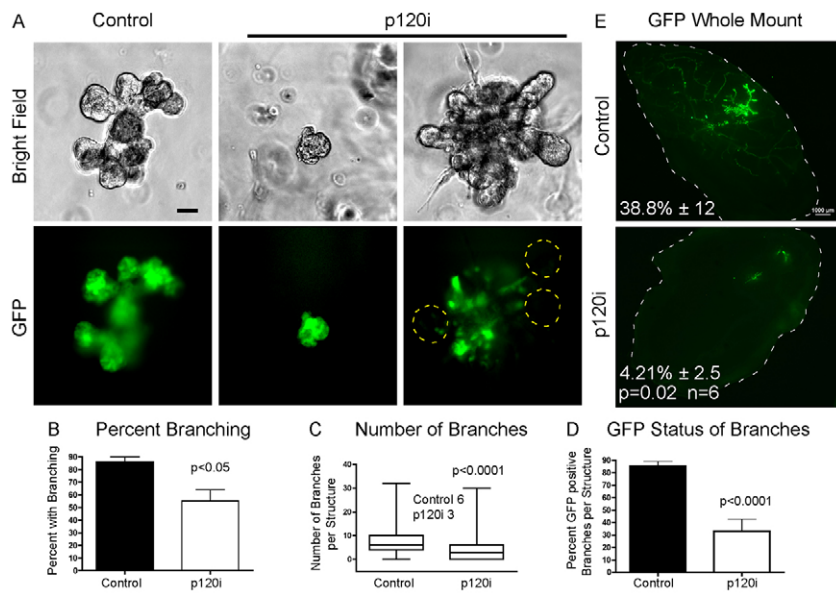 A
Control
p120i
Bright Field
GFP
E
GFP Whole Mount
Control
38.8% ± 12
1000 µm
p120i
4.21% ± 2.5
p=0.02 n=6
B
Percent Branching
Percent with Branching
90
80
70
60
50
40
30
20
10
0
p<0.05
Control
p120i
C
Number of Branches
Number of Branches
per Structure
40
30
20
10
0
p<0.0001
Control 6
p120i 3
Control
p120i
D
GFP Status of Branches
Percent GFP positive
Branches per Structure
90
80
70
60
50
40
30
20
10
0
p<0.0001
Control
p120i